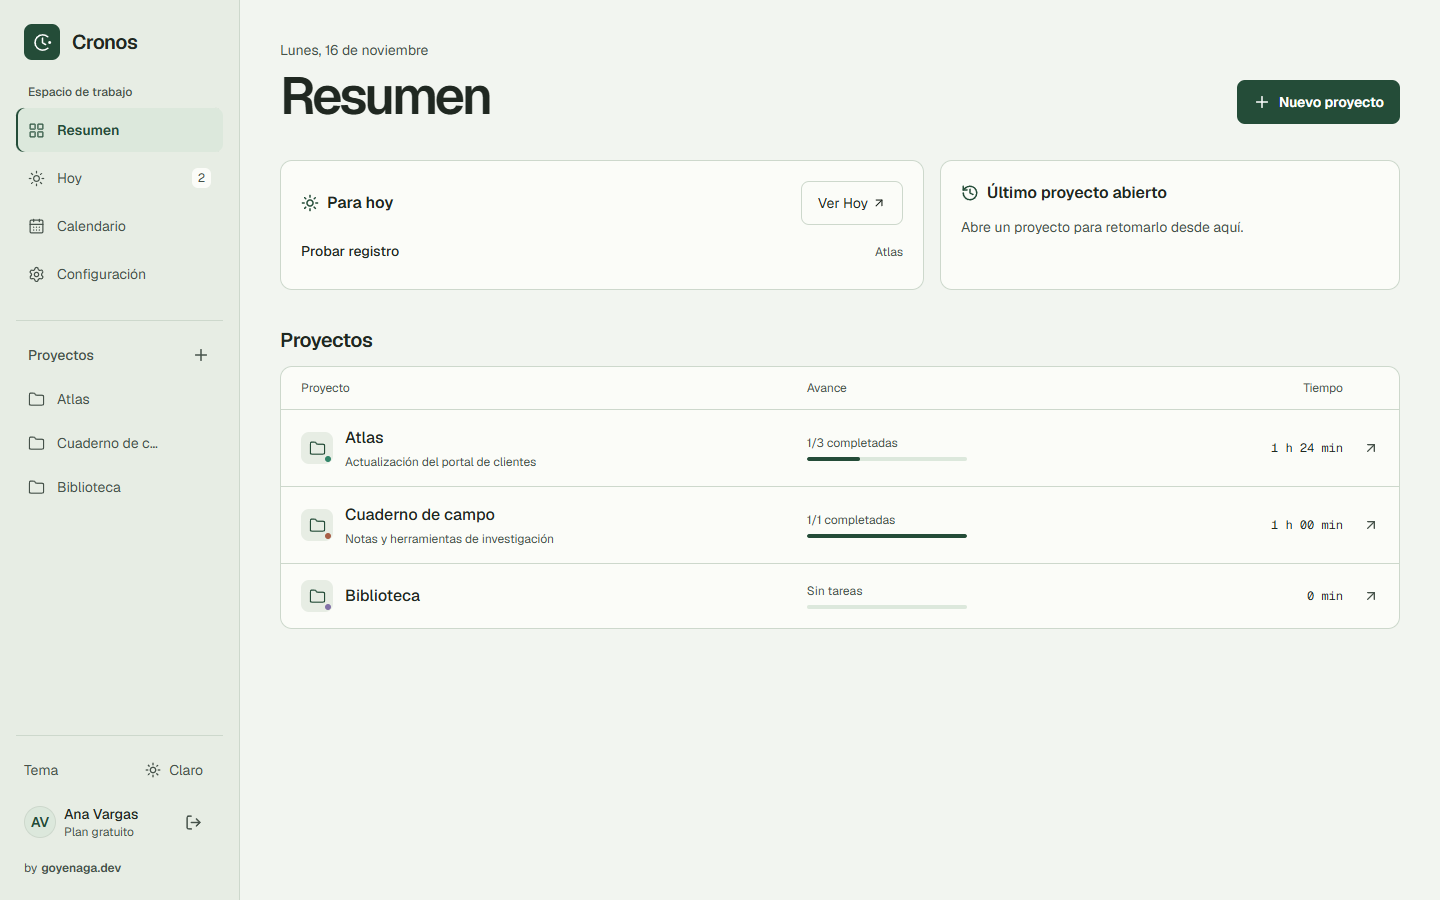 Cronos
Espacio de trabajo
Resumen
Hoy 2
Calendario
Configuración
Proyectos
Atlas
Cuaderno de c...
Biblioteca
Tema Claro
AV
Ana Vargas
Plan gratuito
by goyenaga.dev
Lunes, 16 de noviembre
Resumen
Nuevo proyecto
Para hoy
Ver Hoy
Probar registro Atlas
Último proyecto abierto
Abre un proyecto para retomarlo desde aquí.
Proyectos
Proyecto Avance Tiempo
Atlas
Actualización del portal de clientes
1/3 completadas
1 h 24 min
Cuaderno de campo
Notas y herramientas de investigación
1/1 completadas
1 h 00 min
Biblioteca
Sin tareas
0 min